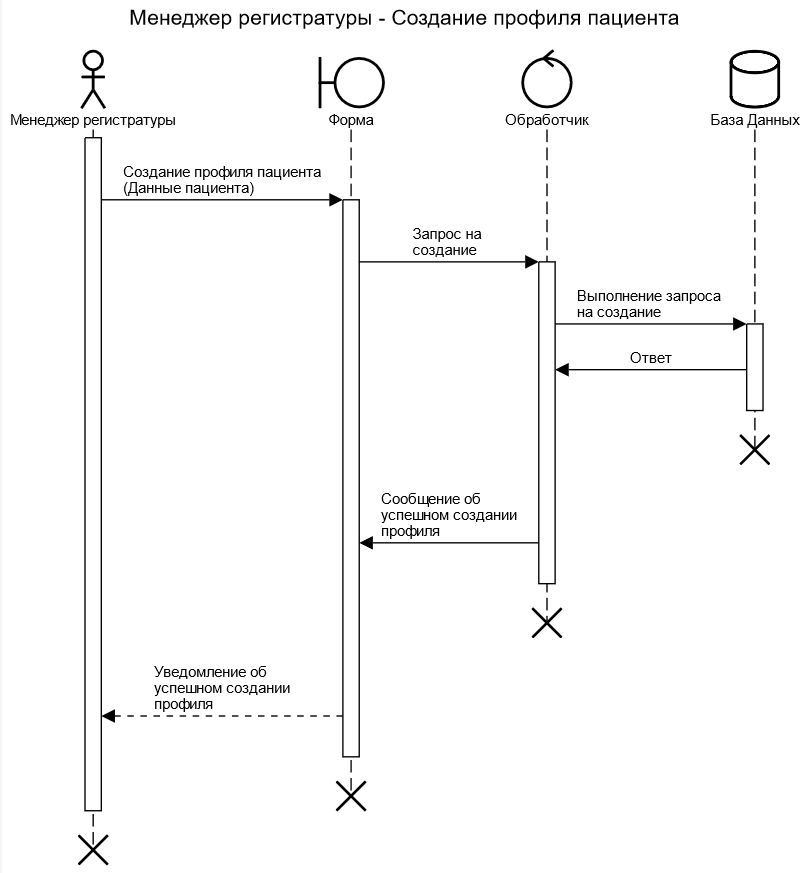 Менеджер регистратуры - Создание профиля пациента
Менеджер регистратуры
Форма
Обработчик
База Данных
Создание профиля пациента
(Данные пациента)
Запрос на
создание
Выполнение запроса
на создание
Ответ
Сообщение об
успешном создании
профиля
Уведомление об
успешном создании
профиля